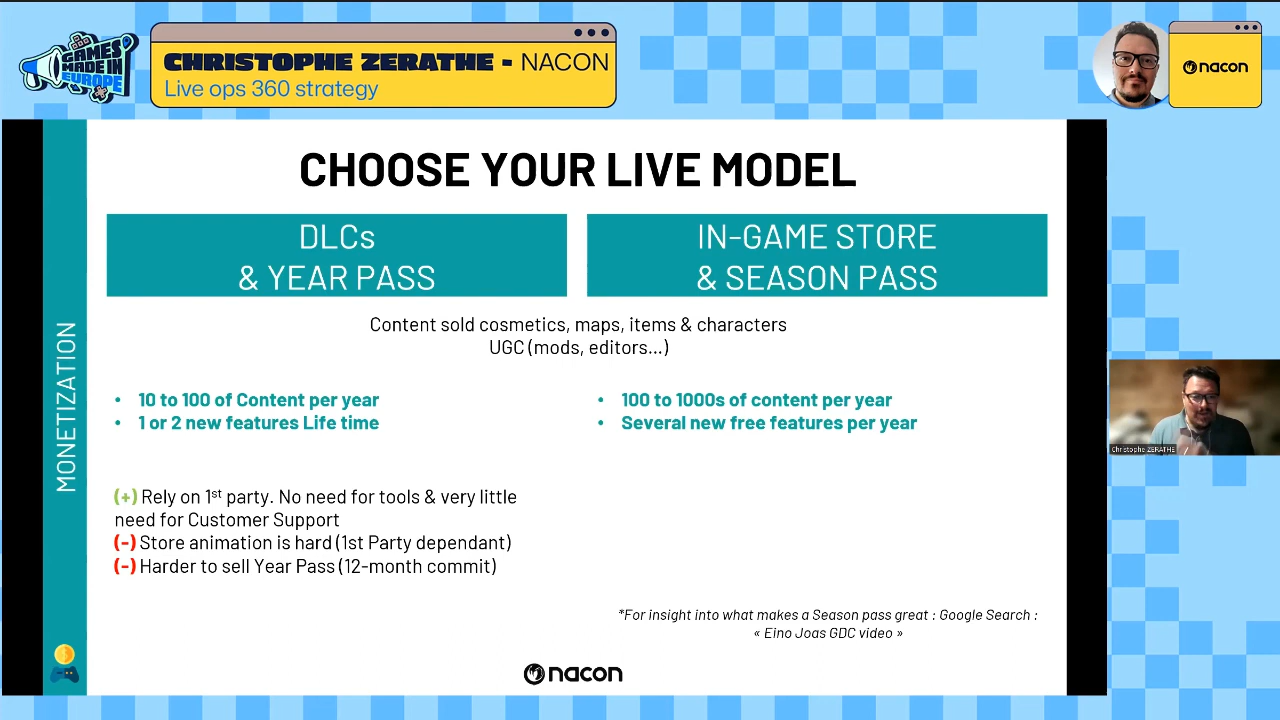 GAMES
MADE IN
EUROPE
CHRISTOPHE ZERATHE - NACON
Live ops 360 strategy
nacon
CHOOSE YOUR LIVE MODEL
DLCs
& YEAR PASS
IN-GAME STORE
& SEASON PASS
MONETIZATION
Content sold cosmetics, maps, items & characters
UGC (mods, editors...)
• 10 to 100 of Content per year
• 1 or 2 new features Life time
• 100 to 1000s of content per year
• Several new free features per year
(+) Rely on 1st party. No need for tools & very little
need for Customer Support
(-) Store animation is hard (1st Party dependant)
(-) Harder to sell Year Pass (12-month commit)
*For insight into what makes a Season pass great : Google Search :
« Eino Joas GDC video »
nacon
Christophe ZERATHE